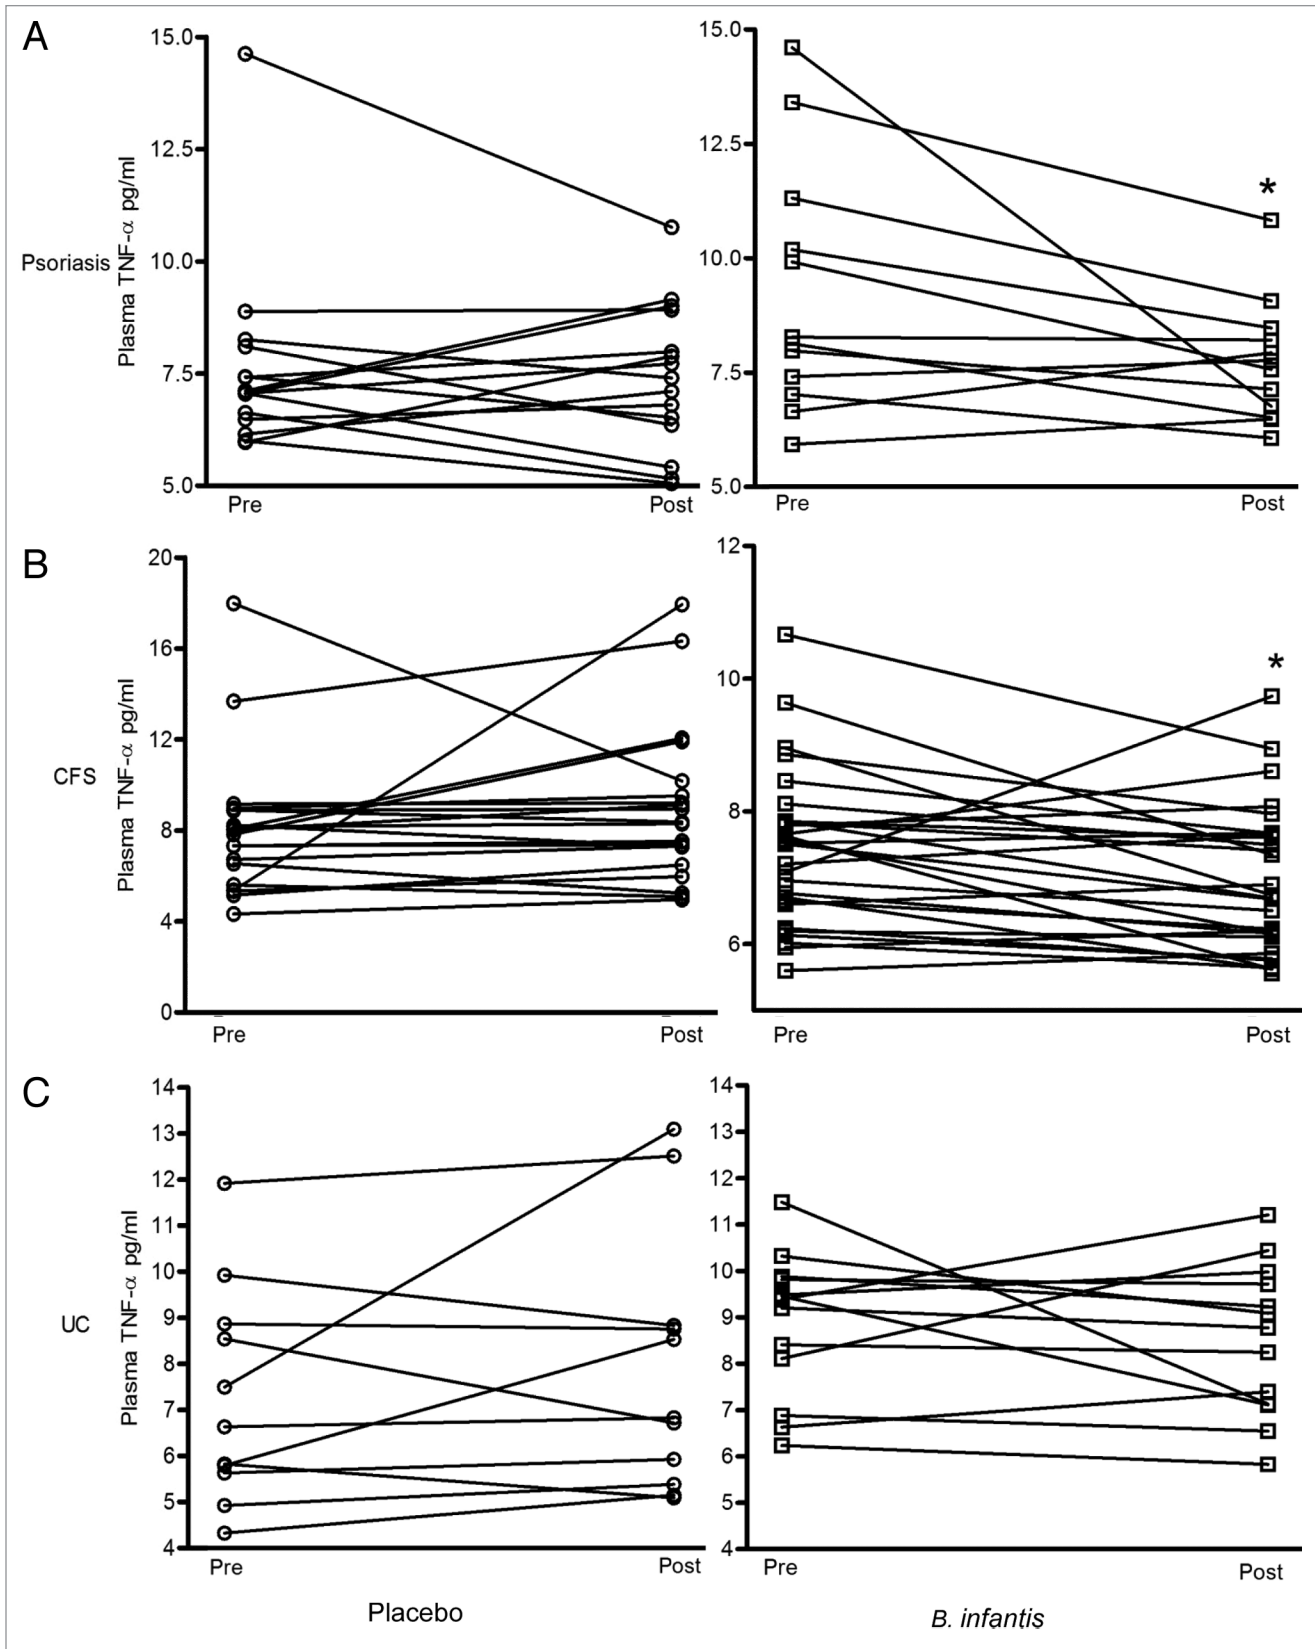 A
Psoriasis
Plasma TNF-α pg/ml
15.0
12.5
10.0
7.5
5.0
Pre
Post
15.0
12.5
10.0
7.5
5.0
*
Pre
Post
B
CFS
Plasma TNF-α pg/ml
20
16
12
8
4
0
Pre
Post
12
10
8
6
*
Pre
Post
C
UC
Plasma TNF-α pg/ml
14
13
12
11
10
9
8
7
6
5
4
Pre
Post
14
13
12
11
10
9
8
7
6
5
4
Pre
Post
Placebo
B. infantis